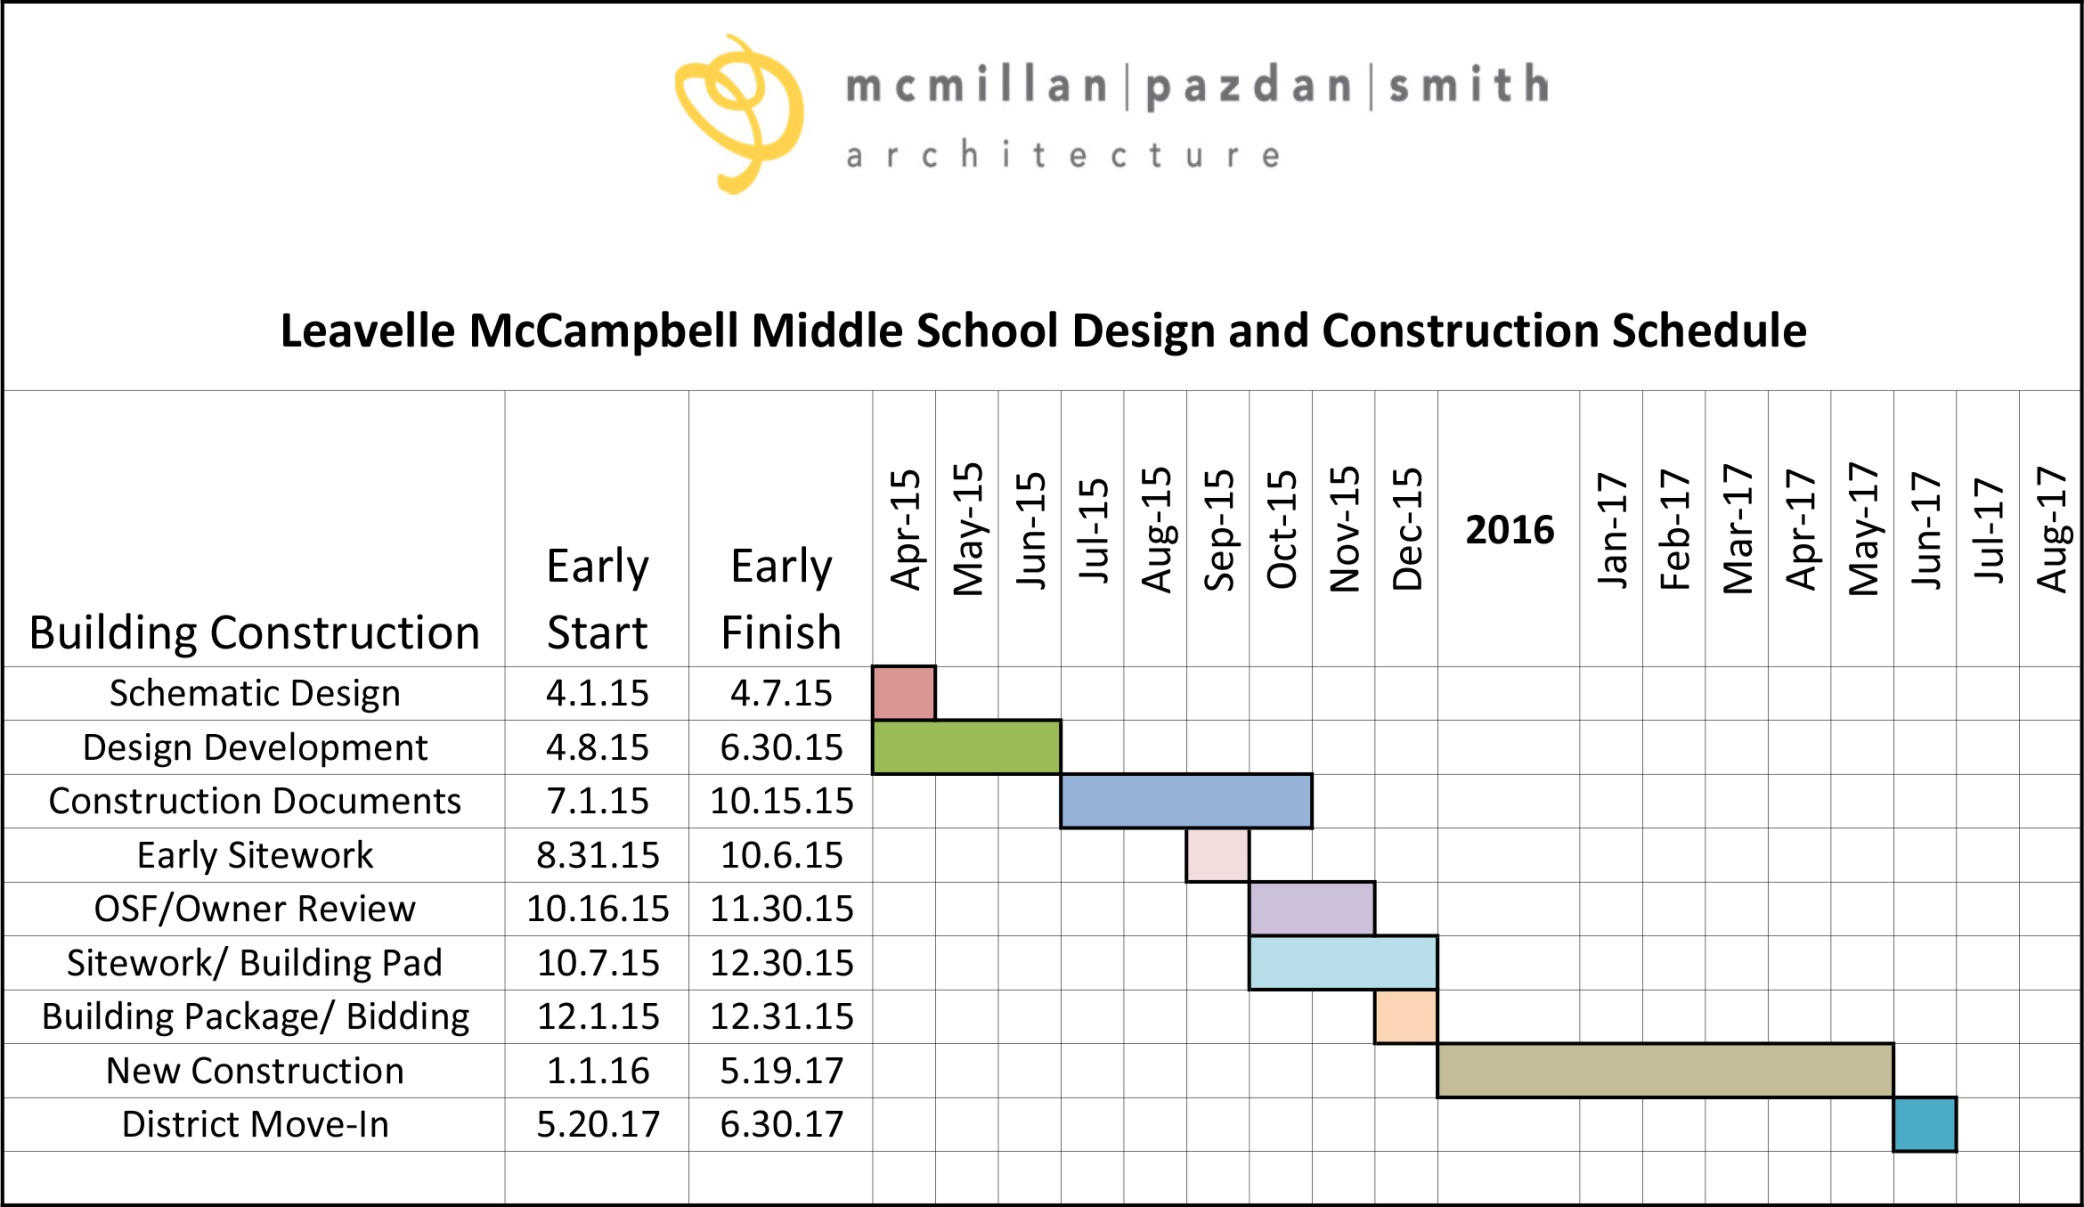 mcmillan|pazdan|smith
architecture
Leavelle McCampbell Middle School Design and Construction Schedule
Building Construction Early Start Early Finish Apr-15 May-15 Jun-15 Jul-15 Aug-15 Sep-15 Oct-15 Nov-15 Dec-15 2016 Jan-17 Feb-17 Mar-17 Apr-17 May-17 Jun-17 Jul-17 Aug-17
Schematic Design 4.1.15 4.7.15
Design Development 4.8.15 6.30.15
Construction Documents 7.1.15 10.15.15
Early Sitework 8.31.15 10.6.15
OSF/Owner Review 10.16.15 11.30.15
Sitework/ Building Pad 10.7.15 12.30.15
Building Package/ Bidding 12.1.15 12.31.15
New Construction 1.1.16 5.19.17
District Move-In 5.20.17 6.30.17